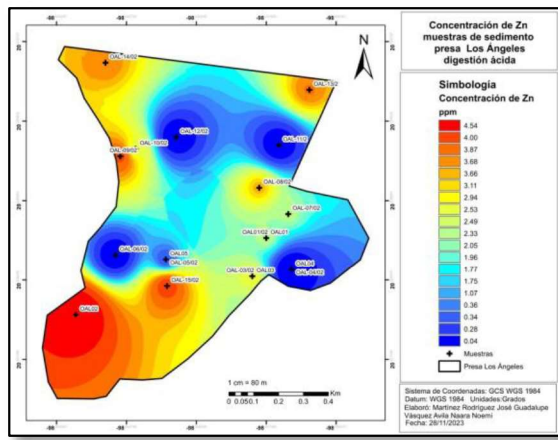 Concentración de Zn
muestras de sedimento
presa Los Ángeles
digestión ácida
Simbología
Concentración de Zn
ppm
4.54
4.00
3.87
3.68
3.66
3.11
2.94
2.53
2.49
2.33
2.05
1.96
1.77
1.75
1.07
0.36
0.34
0.28
0.04
Muestras
Presa Los Ángeles
Sistema de Coordenadas: GCS WGS 1984
Datum: WGS 1984 Unidades:Grados
Elaboró: Martínez Rodríguez José Guadalupe
Vásquez Avila Naara Noemí
Fecha: 28/11/2023
N
OAL-14/02
OAL-12/02
OAL-10/02
OAL-09/02
OAL-08/02
OAL-07/02
OAL01/02 OAL01
OAL-06/02
OAL05
OAL-05/02
OAL-03/02 OAL03
OAL04
OAL-04/02
OAL-15/02
OAL02
1 cm = 80 m
Km
0 0.05 0.1 0.2 0.3 0.4